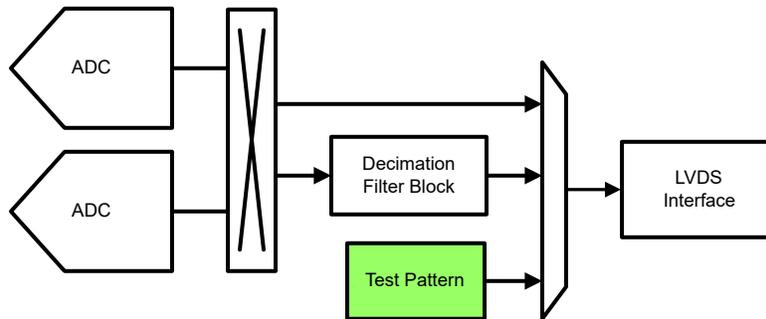 ADC
ADC
Decimation
Filter Block
Test Pattern
LVDS
Interface